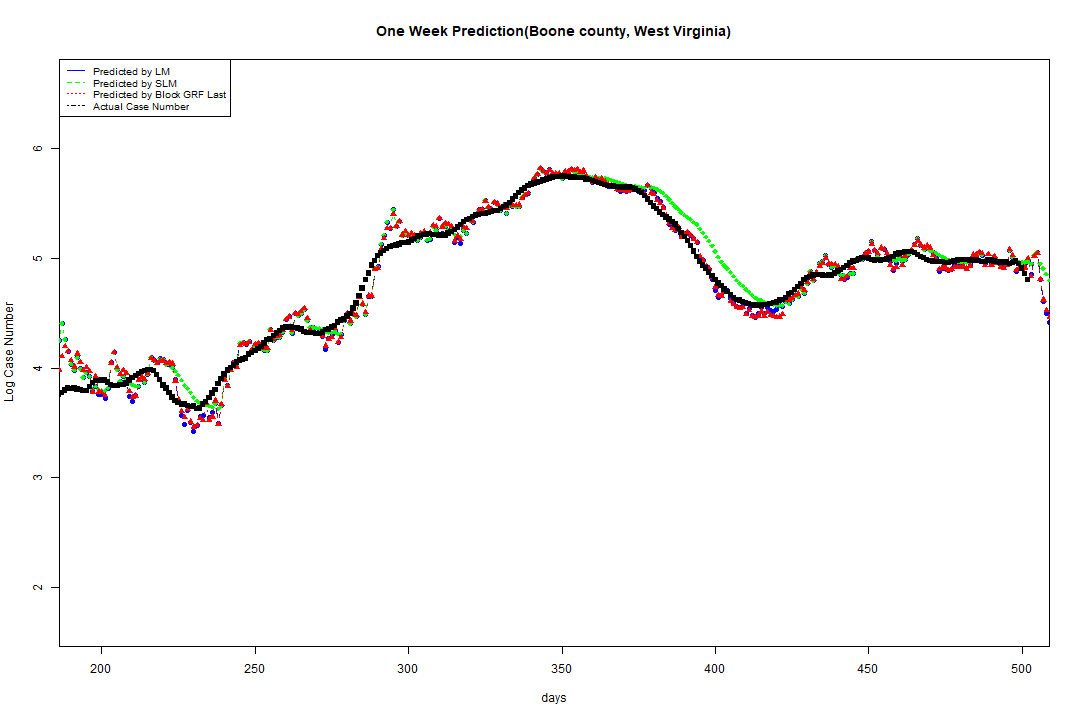 One Week Prediction(Boone county, West Virginia)
Predicted by LM
Predicted by SLM
Predicted by Block GRF Last
Actual Case Number
6
5
4
3
2
Log Case Number
200 250 300 350 400 450 500
days